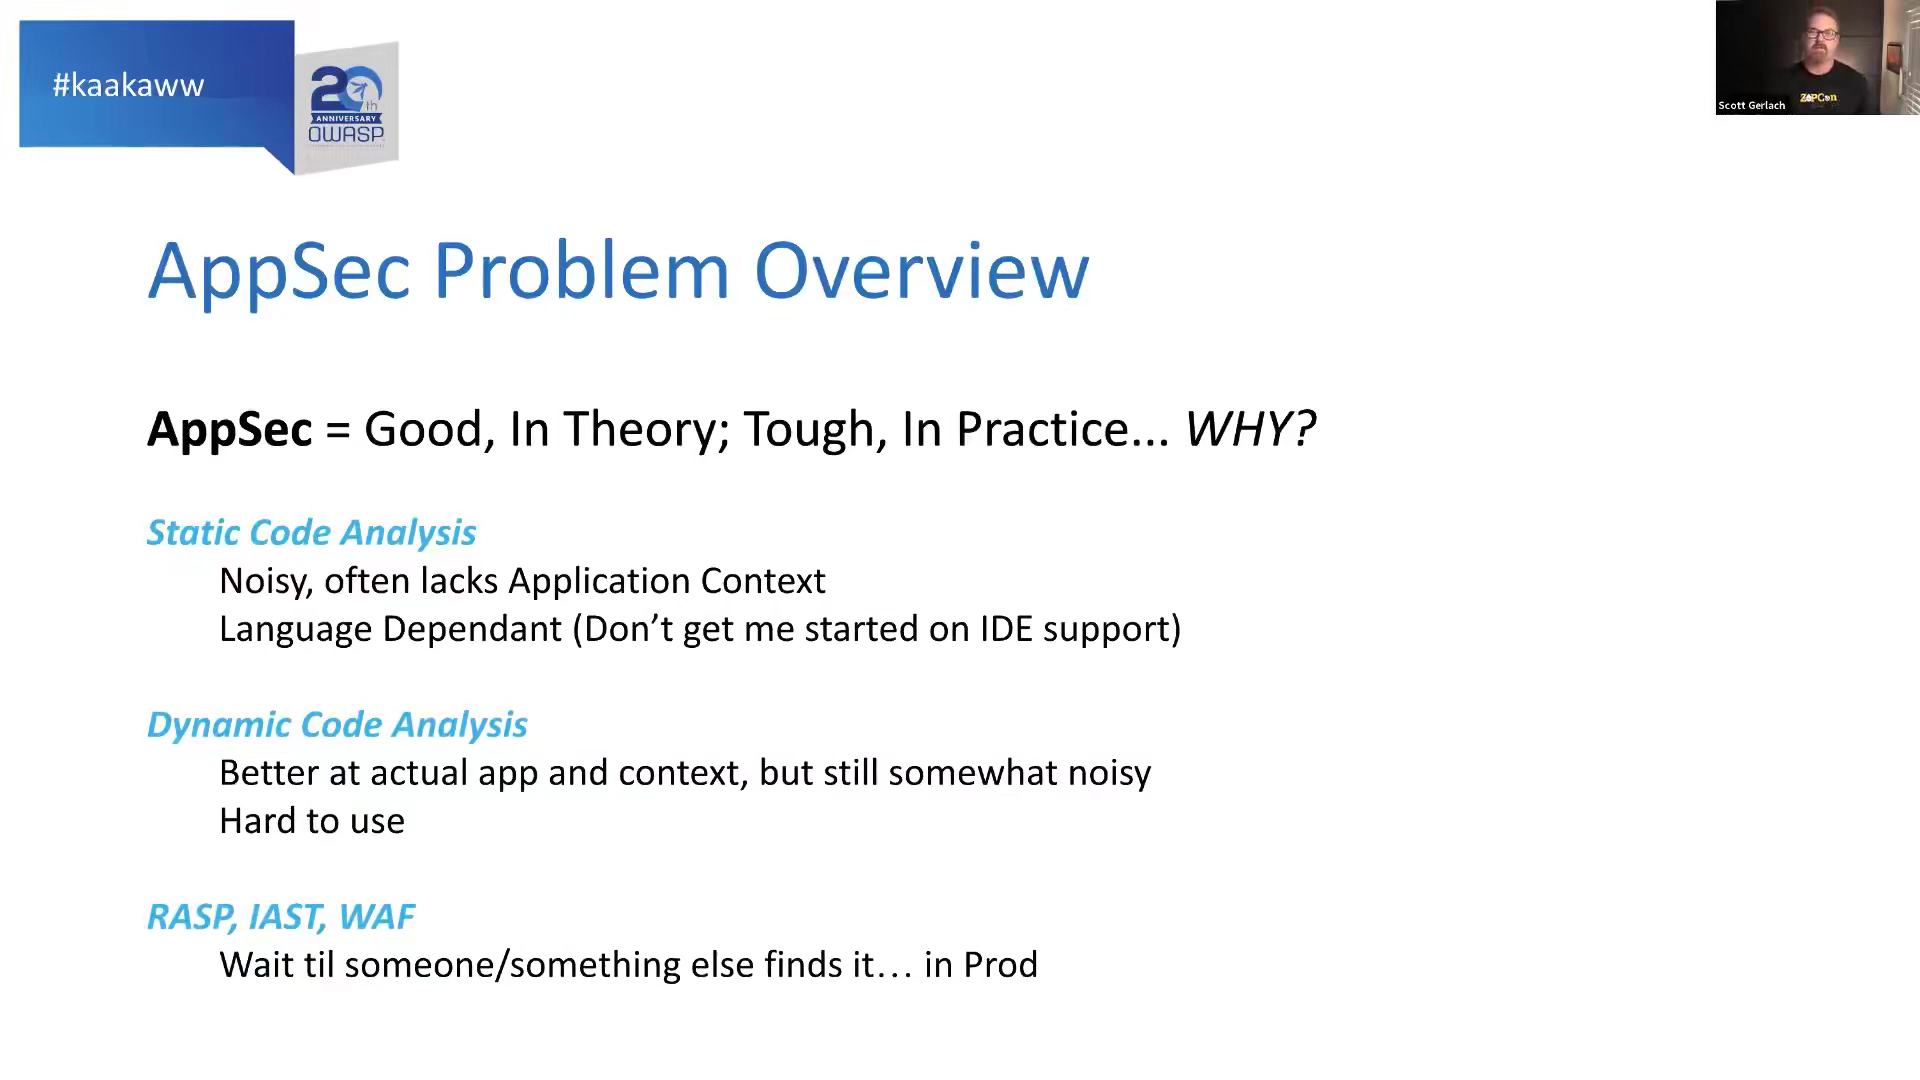 #kaakaww
20th
ANNIVERSARY
OWASP
Scott Gerlach
ZAPCon
AppSec Problem Overview
AppSec = Good, In Theory; Tough, In Practice... WHY?
Static Code Analysis
Noisy, often lacks Application Context
Language Dependant (Don’t get me started on IDE support)
Dynamic Code Analysis
Better at actual app and context, but still somewhat noisy
Hard to use
RASP, IAST, WAF
Wait til someone/something else finds it… in Prod